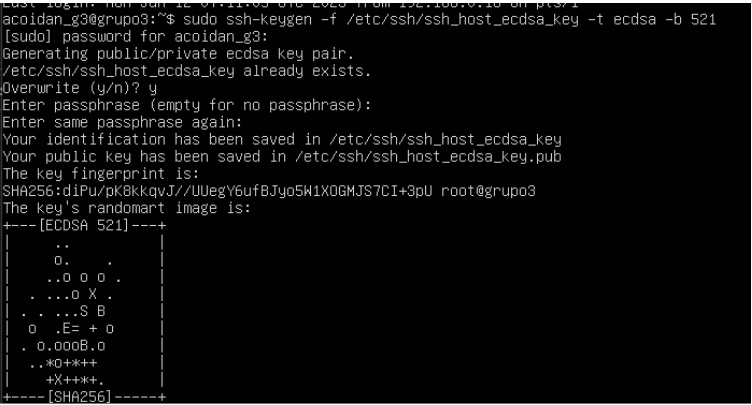 acoidan_g3@grupo3:~$ sudo ssh-keygen -f /etc/ssh/ssh_host_ecdsa_key -t ecdsa -b 521
[sudo] password for acoidan_g3:
Generating public/private ecdsa key pair.
/etc/ssh/ssh_host_ecdsa_key already exists.
Overwrite (y/n)? y
Enter passphrase (empty for no passphrase):
Enter same passphrase again:
Your identification has been saved in /etc/ssh/ssh_host_ecdsa_key
Your public key has been saved in /etc/ssh/ssh_host_ecdsa_key.pub
The key fingerprint is:
SHA256:diPu/pK8kkqvJ//UUegY6ufBJyo5W1XOGMJS7CI+3pU root@grupo3
The key's randomart image is:
+---[ECDSA 521]---+
|      ..         |
|      o.    .    |
|     ..o o o .   |
|  . ...o X .     |
| . . ...S B      |
|  o  .E= + o     |
| . o.oooB.o      |
|  ..*O+*++       |
|    +X++*+.      |
+----[SHA256]-----+